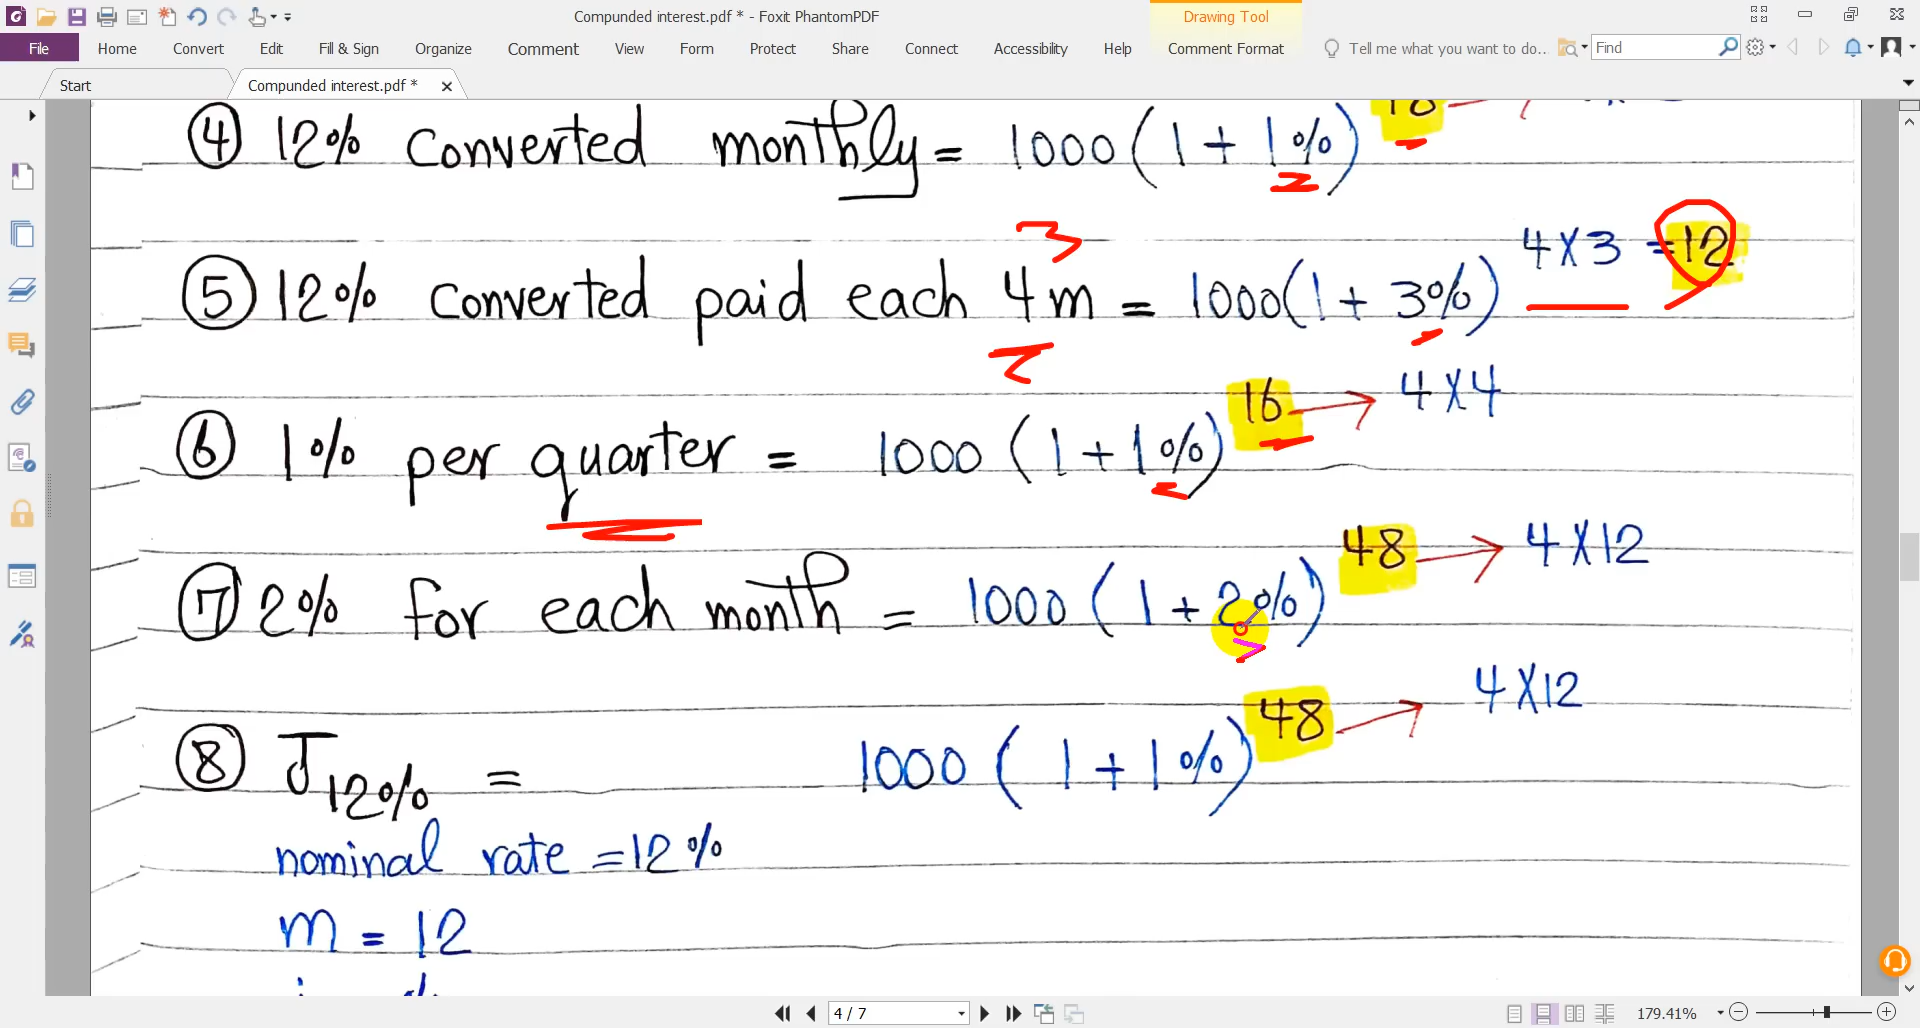 Compunded interest.pdf * - Foxit PhantomPDF
Drawing Tool
File Home Convert Edit Fill & Sign Organize Comment View Form Protect Share Connect Accessibility Help Comment Format Tell me what you want to do.. Find
Start Compunded interest.pdf *
④ 12% Converted monthly = 1000 (1 + 1%)
3
4 X 3 = 12
⑤ 12% Converted paid each 4 m = 1000(1 + 3%)
16 → 4 X 4
⑥ 1% per quarter = 1000 (1 + 1%)
48 → 4 X 12
⑦ 2% for each month = 1000 (1 + 2%)
48 → 4 X 12
⑧ J12% = 1000 (1 + 1%)
nominal rate = 12%
m = 12
4 / 7
179.41%